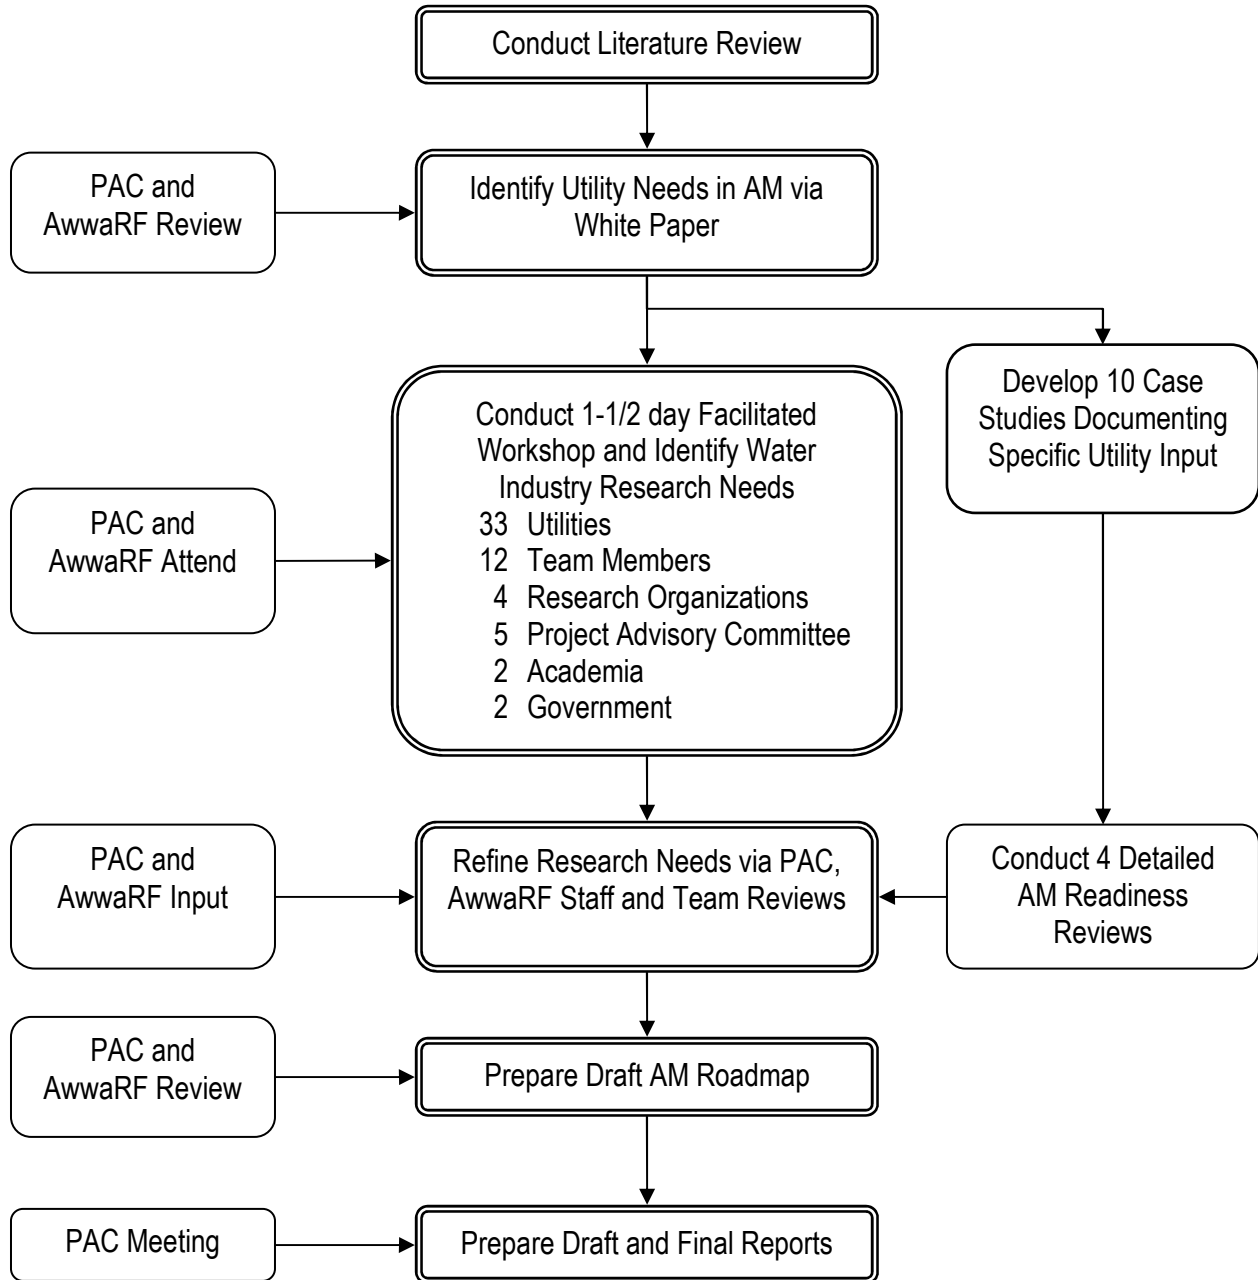 Conduct Literature Review
PAC and
AwwaRF Review
Identify Utility Needs in AM via
White Paper
Develop 10 Case
Studies Documenting
Specific Utility Input
Conduct 1-1/2 day Facilitated
Workshop and Identify Water
Industry Research Needs
33 Utilities
12 Team Members
4 Research Organizations
5 Project Advisory Committee
2 Academia
2 Government
PAC and
AwwaRF Attend
PAC and
AwwaRF Input
Refine Research Needs via PAC,
AwwaRF Staff and Team Reviews
Conduct 4 Detailed
AM Readiness
Reviews
PAC and
AwwaRF Review
Prepare Draft AM Roadmap
PAC Meeting
Prepare Draft and Final Reports